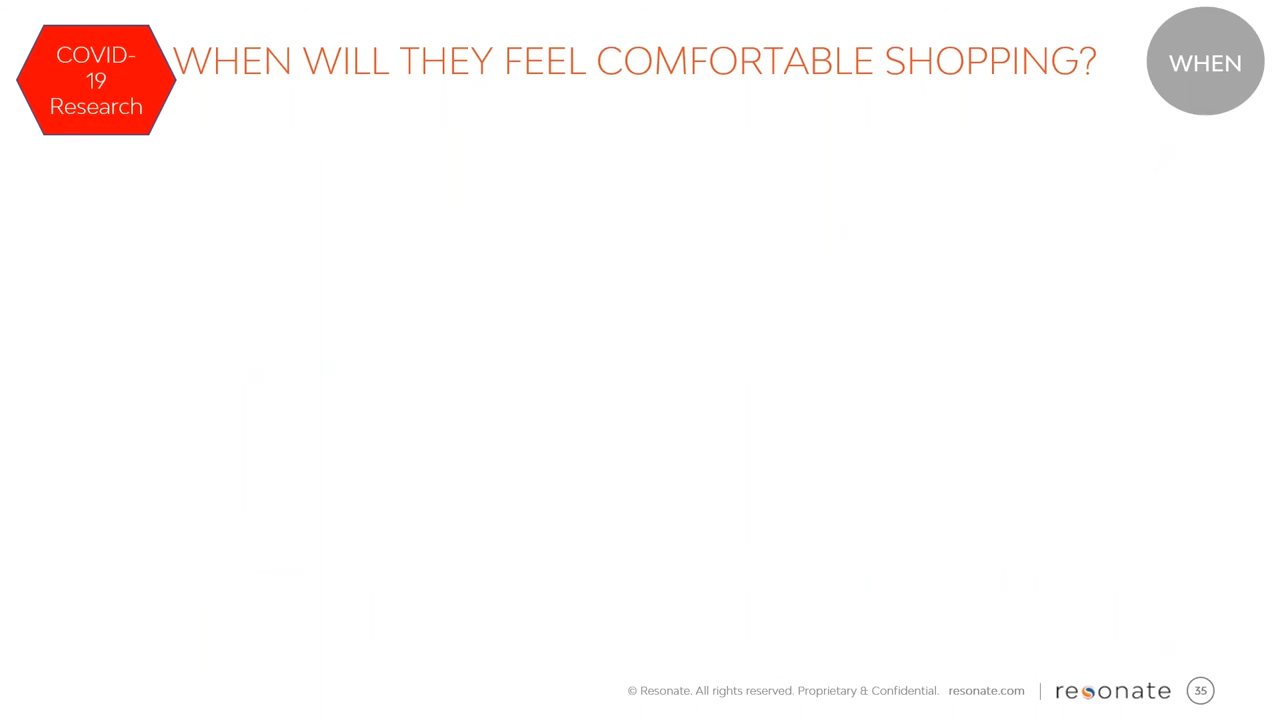 COVID-
19
Research
WHEN WILL THEY FEEL COMFORTABLE SHOPPING?
WHEN
© Resonate. All rights reserved. Proprietary & Confidential. resonate.com | resonate 35